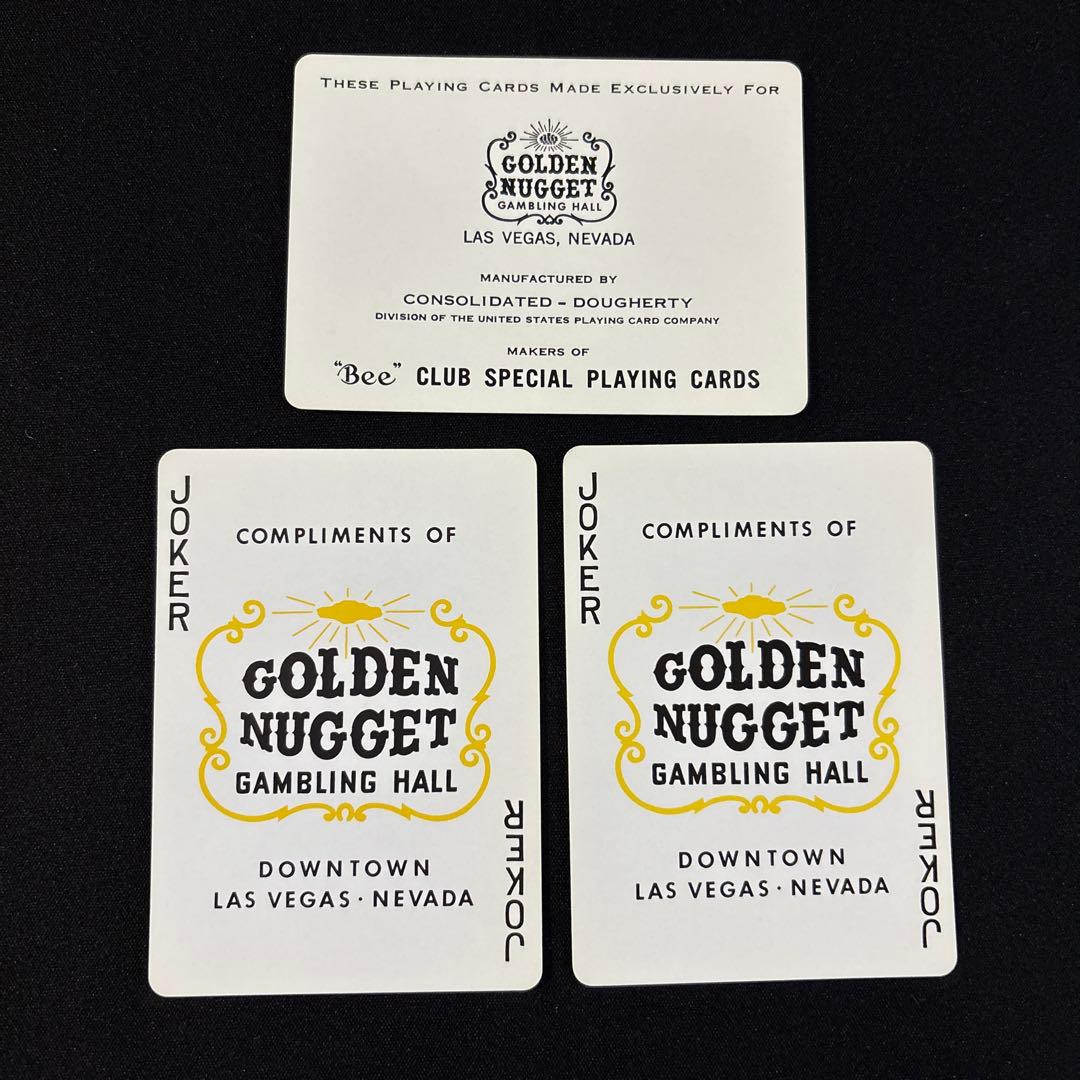 THESE PLAYING CARDS MADE EXCLUSIVELY FOR
GOLDEN
NUGGET
GAMBLING HALL
LAS VEGAS, NEVADA
MANUFACTURED BY
CONSOLIDATED - DOUGHERTY
DIVISION OF THE UNITED STATES PLAYING CARD COMPANY
MAKERS OF
"Bee" CLUB SPECIAL PLAYING CARDS
JOKER
COMPLIMENTS OF
GOLDEN
NUGGET
GAMBLING HALL
DOWNTOWN
LAS VEGAS · NEVADA
JOKER
JOKER
COMPLIMENTS OF
GOLDEN
NUGGET
GAMBLING HALL
DOWNTOWN
LAS VEGAS · NEVADA
JOKER